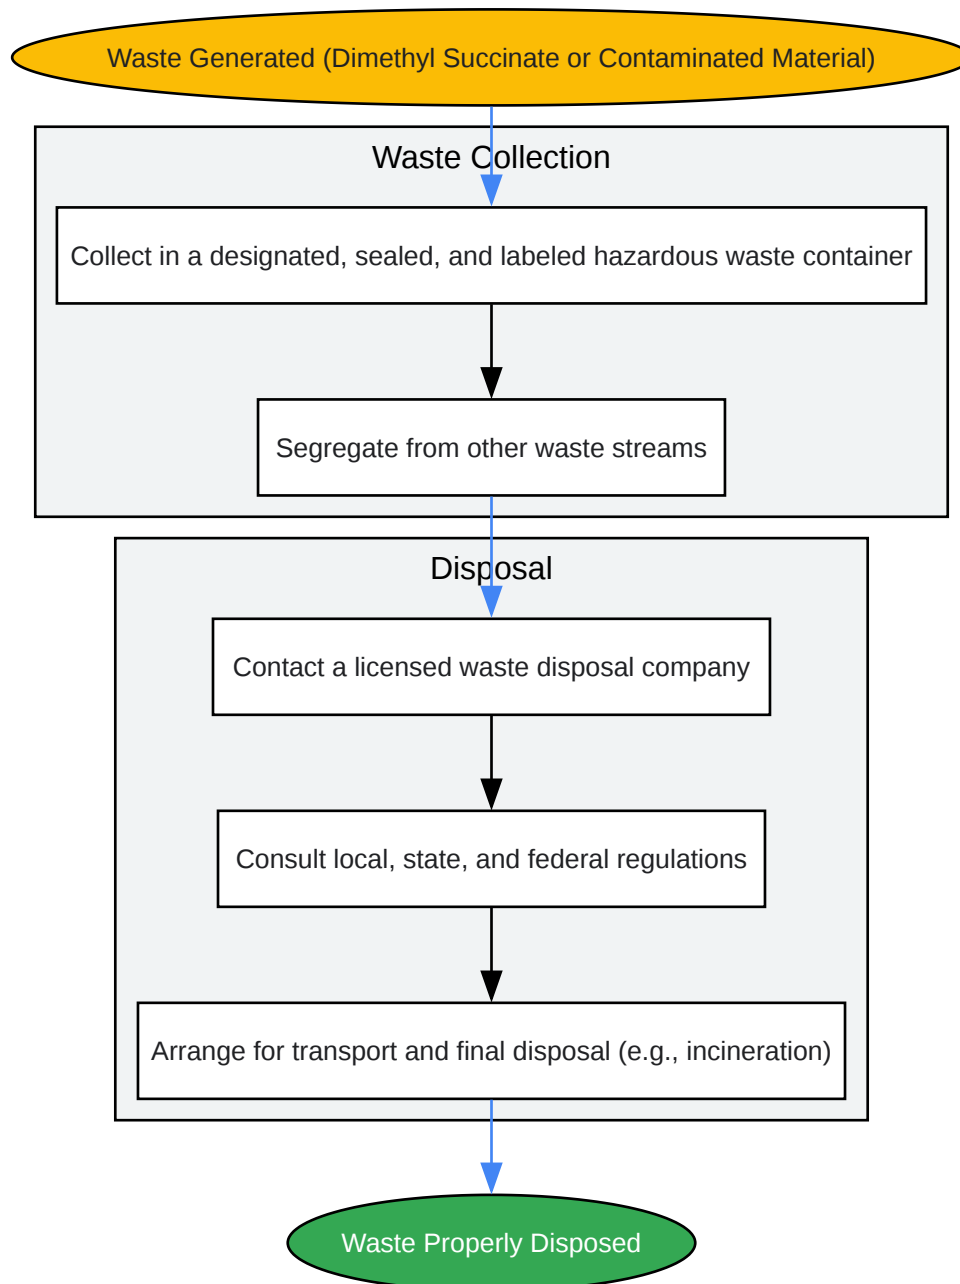 Waste Generated (Dimethyl Succinate or Contaminated Material)
Waste Collection
Collect in a designated, sealed, and labeled hazardous waste container
Segregate from other waste streams
Disposal
Contact a licensed waste disposal company
Consult local, state, and federal regulations
Arrange for transport and final disposal (e.g., incineration)
Waste Properly Disposed